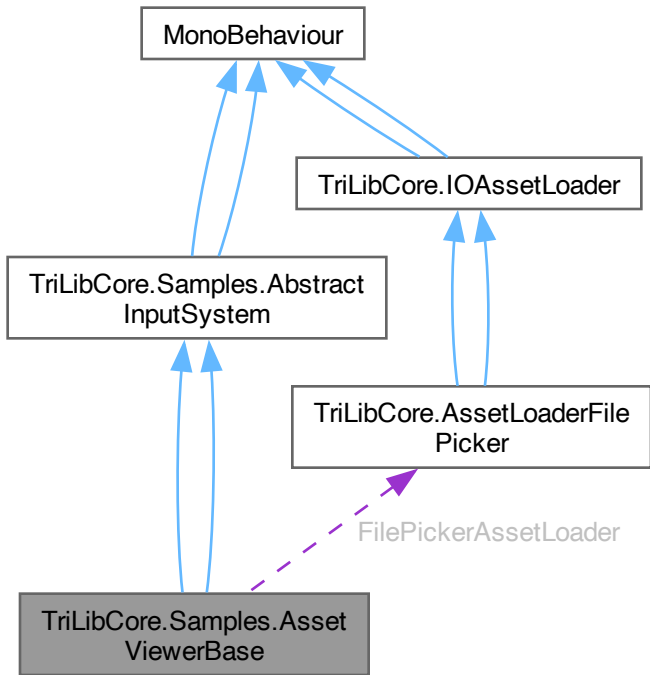 MonoBehaviour
TriLibCore.IOAssetLoader
TriLibCore.Samples.Abstract
InputSystem
TriLibCore.AssetLoaderFile
Picker
FilePickerAssetLoader
TriLibCore.Samples.Asset
ViewerBase